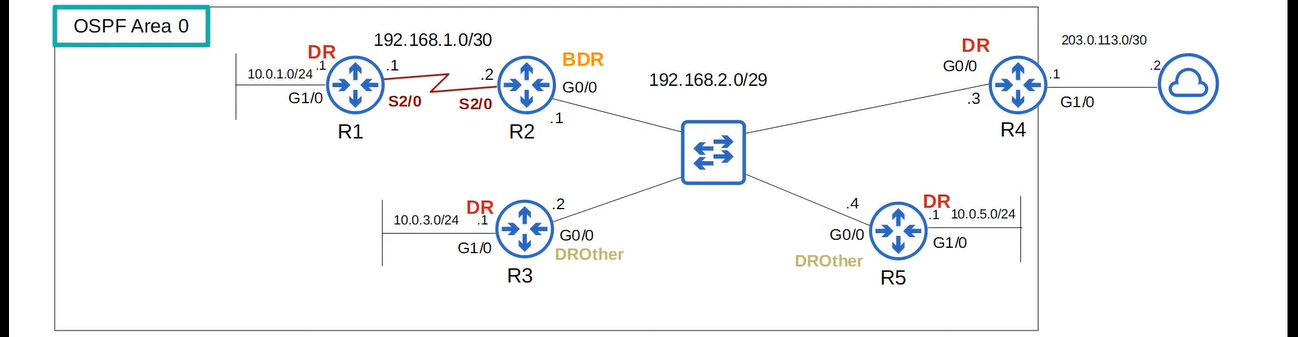 OSPF Area 0
DR
192.168.1.0/30
10.0.1.0/24
.1
.1
G1/0
S2/0
R1
.2
S2/0
BDR
G0/0
.1
R2
192.168.2.0/29
DR
G0/0
.3
R4
203.0.113.0/30
.1
.2
G1/0
DR
10.0.3.0/24
.1
G1/0
.2
G0/0
DROther
R3
.4
G0/0
DROther
DR
.1
10.0.5.0/24
G1/0
R5